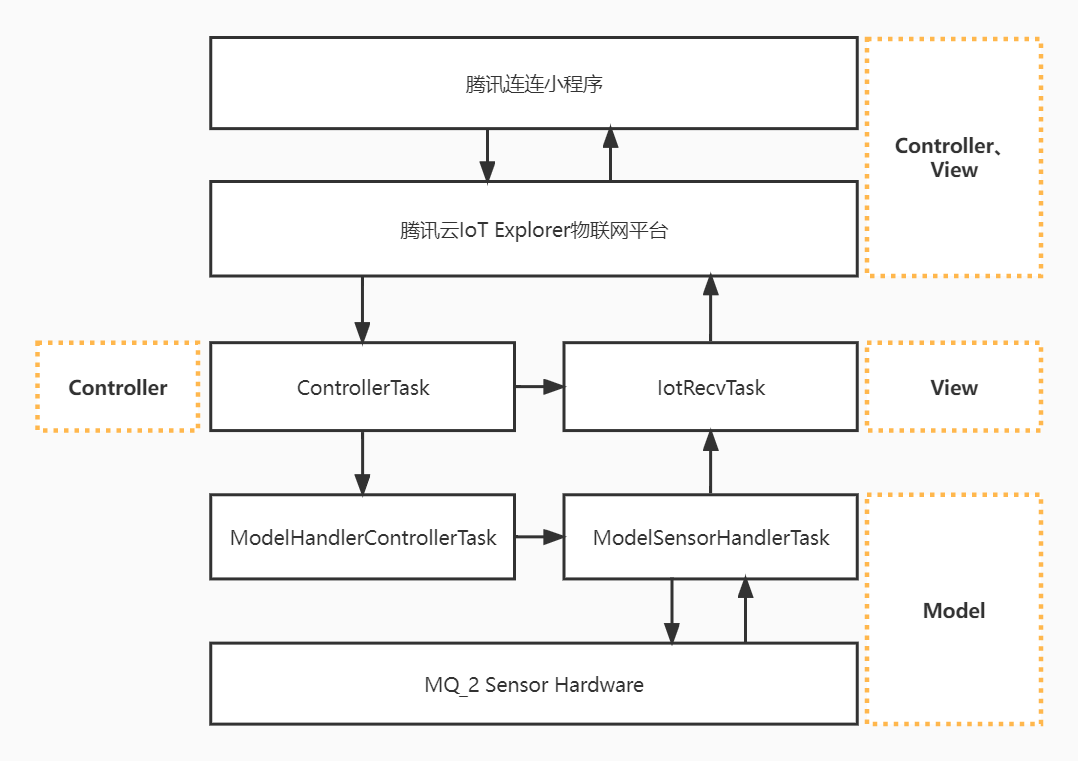 腾讯连连小程序
Controller、
View
腾讯云IoT Explorer物联网平台
Controller
ControllerTask
IotRecvTask
View
ModelHandlerControllerTask
ModelSensorHandlerTask
Model
MQ_2 Sensor Hardware